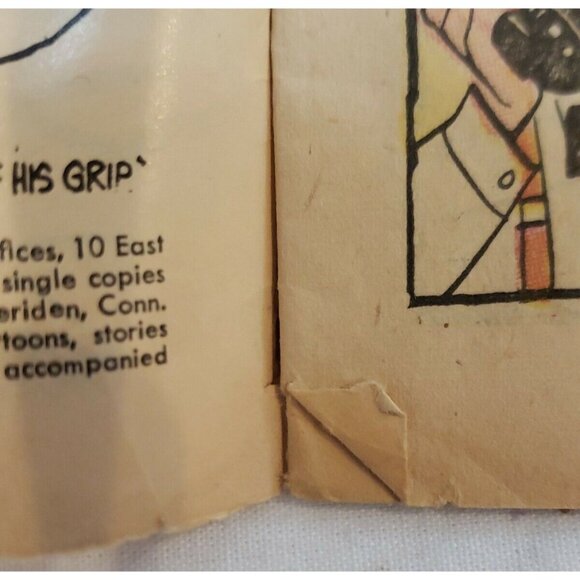 HIS GRIP
fices, 10 East
single copies
eriden, Conn.
toons, stories
accompanied